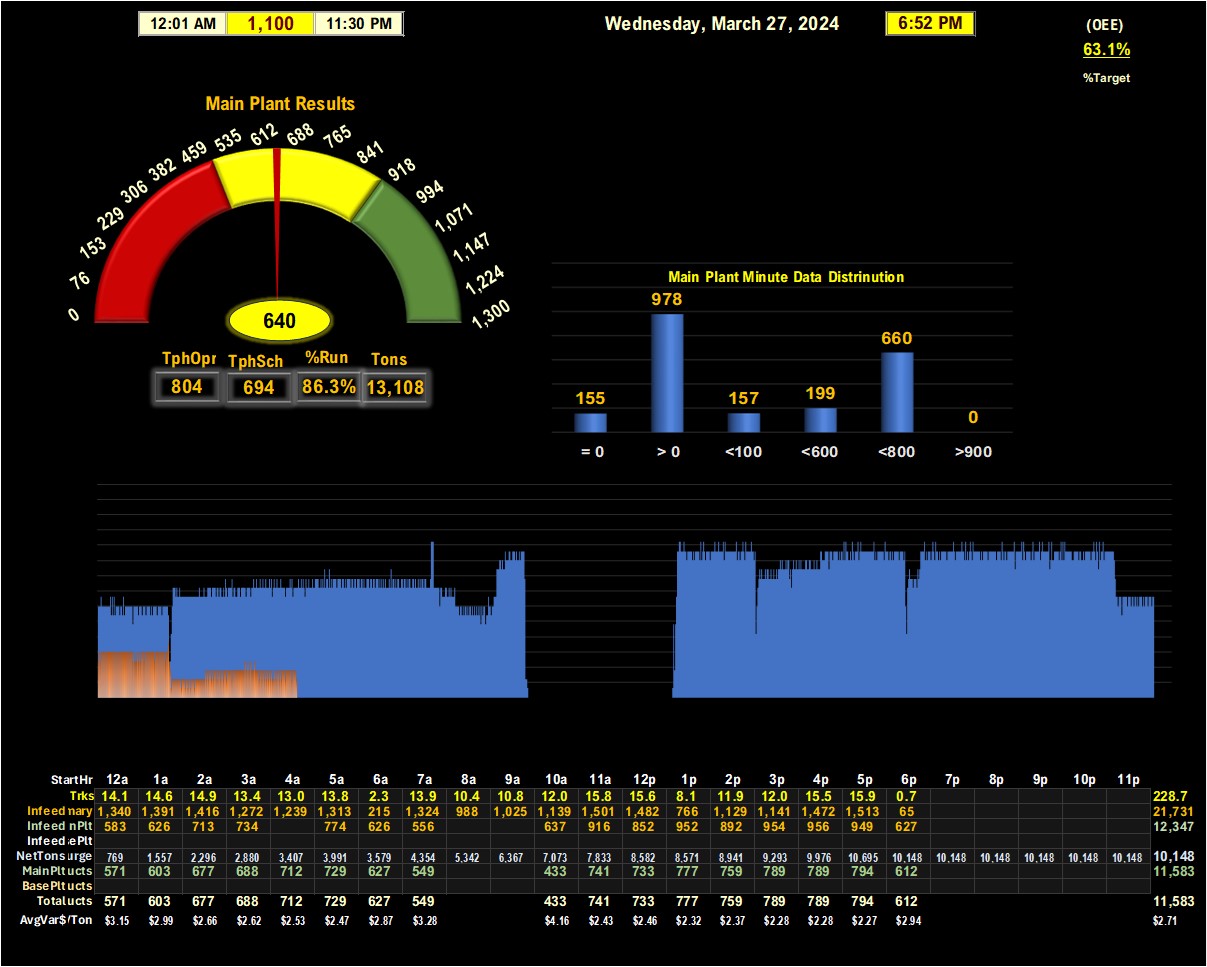 12:01 AM 1,100 11:30 PM Wednesday, March 27, 2024 6:52 PM (OEE)
63.1%
%Target
Main Plant Results
0 76 153 229 306 382 459 535 612 688 765 841 918 994 1,071 1,147 1,224 1,300
640
TphOpr TphSch %Run Tons
804 694 86.3% 13,108
Main Plant Minute Data Distrinution
155 978 157 199 660 0
= 0 > 0 <100 <600 <800 >900
StartHr 12a 1a 2a 3a 4a 5a 6a 7a 8a 9a 10a 11a 12p 1p 2p 3p 4p 5p 6p 7p 8p 9p 10p 11p
Trks 14.1 14.6 14.9 13.4 13.0 13.8 2.3 13.9 10.4 10.8 12.0 15.8 15.6 8.1 11.9 12.0 15.5 15.9 0.7 228.7
Infeed nary 1,340 1,391 1,416 1,272 1,239 1,313 215 1,324 988 1,025 1,139 1,501 1,482 766 1,129 1,141 1,472 1,513 65 21,731
Infeed nPlt 583 626 713 734 774 626 556 637 916 852 952 892 954 956 949 627 12,347
Infeed ePlt
NetTons urge 769 1,557 2,296 2,880 3,407 3,991 3,579 4,354 5,342 6,367 7,073 7,833 8,582 8,571 8,941 9,293 9,976 10,695 10,148 10,148 10,148 10,148 10,148 10,148 10,148
MainPlt ucts 571 603 677 688 712 729 627 549 433 741 733 777 759 789 789 794 612 11,583
BasePlt ucts
Total ucts 571 603 677 688 712 729 627 549 433 741 733 777 759 789 789 794 612 11,583
AvgVar$/Ton $3.15 $2.99 $2.66 $2.62 $2.53 $2.47 $2.87 $3.28 $4.16 $2.43 $2.46 $2.32 $2.37 $2.28 $2.28 $2.27 $2.94 $2.71